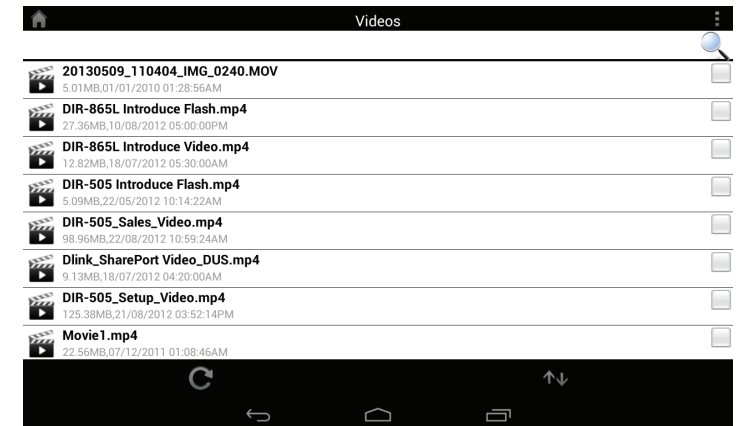 Videos
20130509_110404_IMG_0240.MOV
5.01MB,01/01/2010 01:28:56AM
DIR-865L Introduce Flash.mp4
27.36MB,10/08/2012 05:00:00PM
DIR-865L Introduce Video.mp4
12.82MB,18/07/2012 05:30:00AM
DIR-505 Introduce Flash.mp4
5.09MB,22/05/2012 10:14:22AM
DIR-505_Sales_Video.mp4
98.96MB,22/08/2012 10:59:24AM
Dlink_SharePort Video_DUS.mp4
9.13MB,18/07/2012 04:20:00AM
DIR-505_Setup_Video.mp4
125.38MB,21/08/2012 03:52:14PM
Movie1.mp4
22.56MB,07/12/2011 01:08:46AM